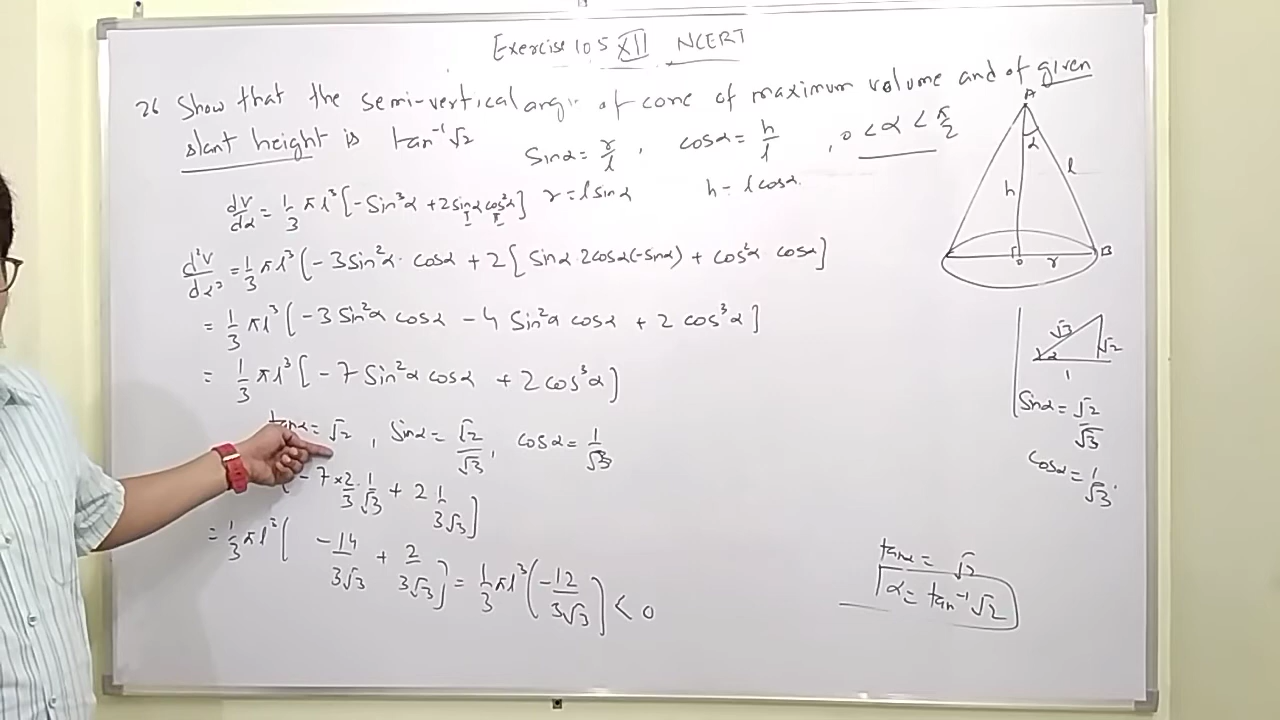 Exercise 10 5 XII NCERT
26 Show that the semi-vertical ang of cone of maximum volume and of given
slant height is tan⁻¹√2
Sinα = r/l , cosα = h/l , 0 < α < π/2
r = l sinα h = l cosα
dV/dα = 1/3 πl³ [-Sin³α + 2 sinα cos²α]
I II
d²V/dα² = 1/3 πl³ (-3 Sin²α · cosα + 2 [Sinα · 2cosα(-sinα) + cos²α cosα]
= 1/3 πl³ [-3 Sin²α cosα - 4 Sin²α cosα + 2 cos³α]
= 1/3 πl³ [-7 Sin²α cosα + 2 cos³α)
tanα = √2 , Sinα = √2/√3 , cosα = 1/√3
-7 × 2/3 · 1/√3 + 2 1/3√3 ]
= 1/3 πl³ [ -14/3√3 + 2/3√3 ] = 1/3 πl³ (-12/3√3) < 0
A
α
h
l
O
r
B
√3
√2
α
1
Sinα = √2/√3
cosα = 1/√3 .
tanα = √2
α = tan⁻¹√2